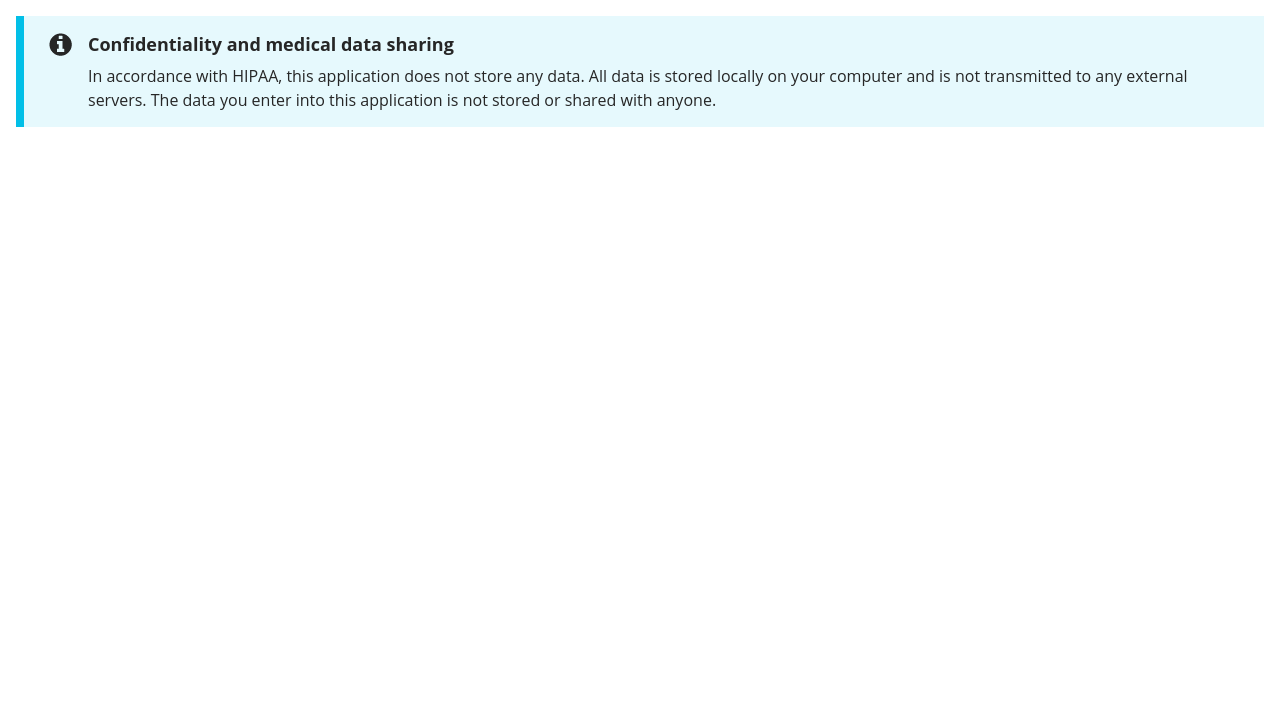 Confidentiality and medical data sharing
In accordance with HIPAA, this application does not store any data. All data is stored locally on your computer and is not transmitted to any external
servers. The data you enter into this application is not stored or shared with anyone.